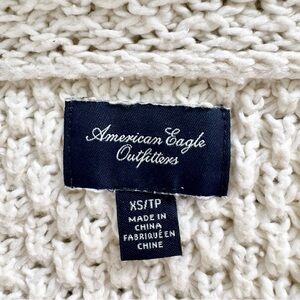 American Eagle
Outfitters
XS/TP
MADE IN
CHINA
FABRIQUÉ EN
CHINE